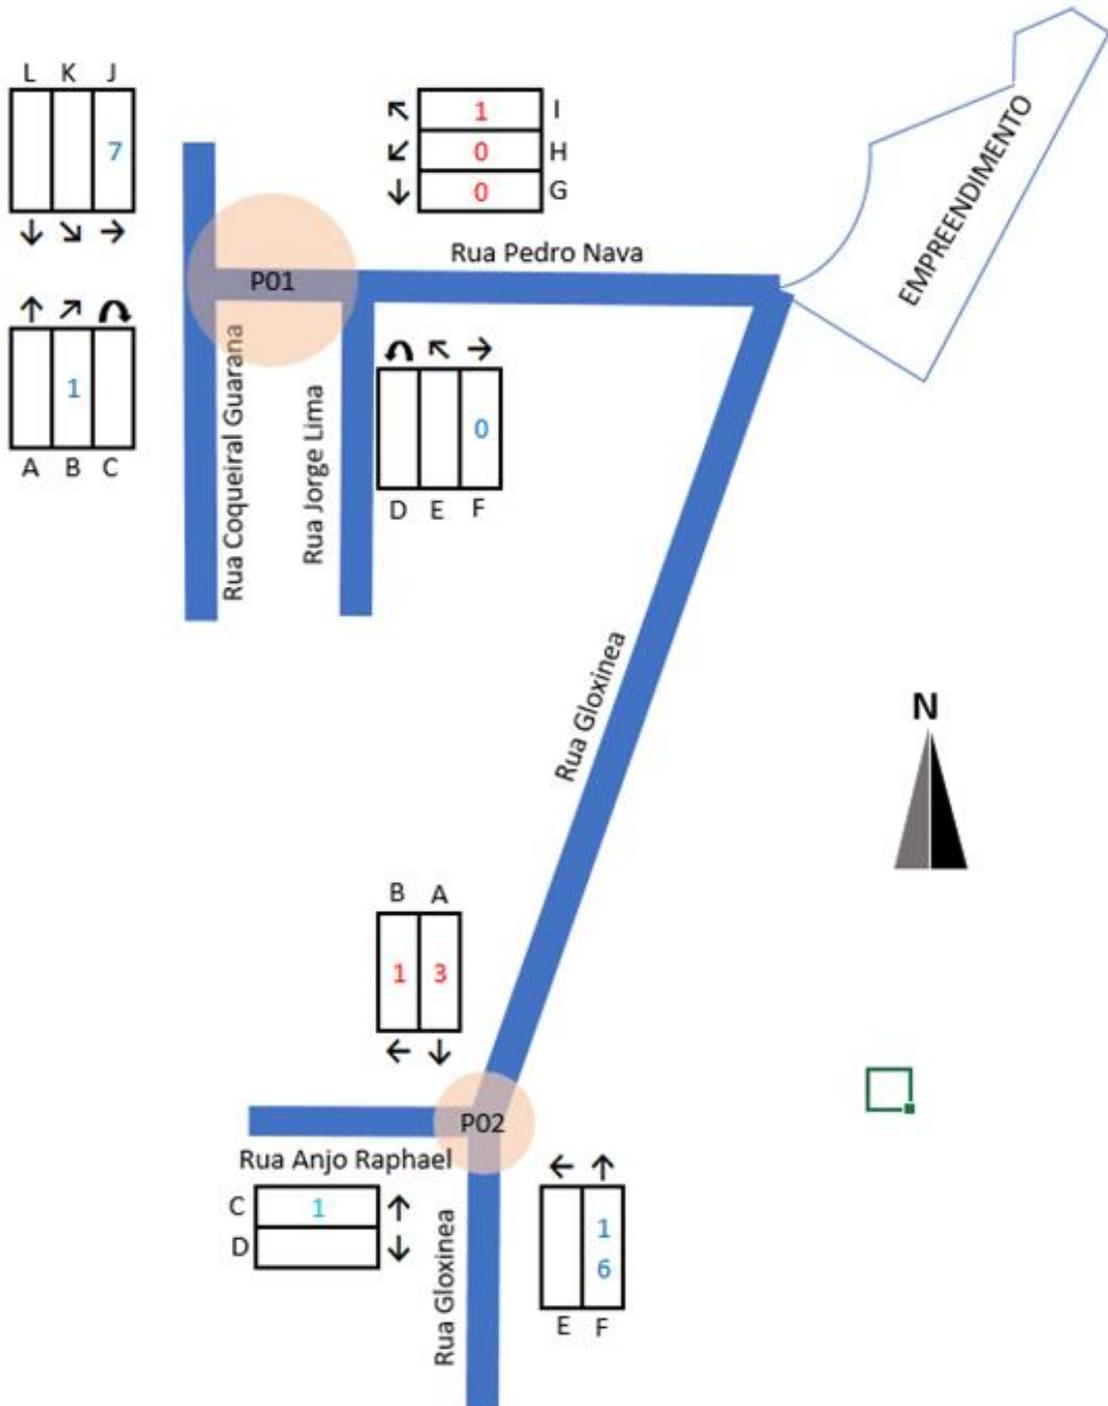 L K J
7
1 I
0 H
0 G
Rua Pedro Nava
EMPREENDIMENTO
P01
1
A B C
Rua Coqueiral Guarana
Rua Jorge Lima
0
D E F
Rua Gloxinea
N
B A
1 3
P02
Rua Anjo Raphael
C 1
D
Rua Gloxinea
1
6
E F